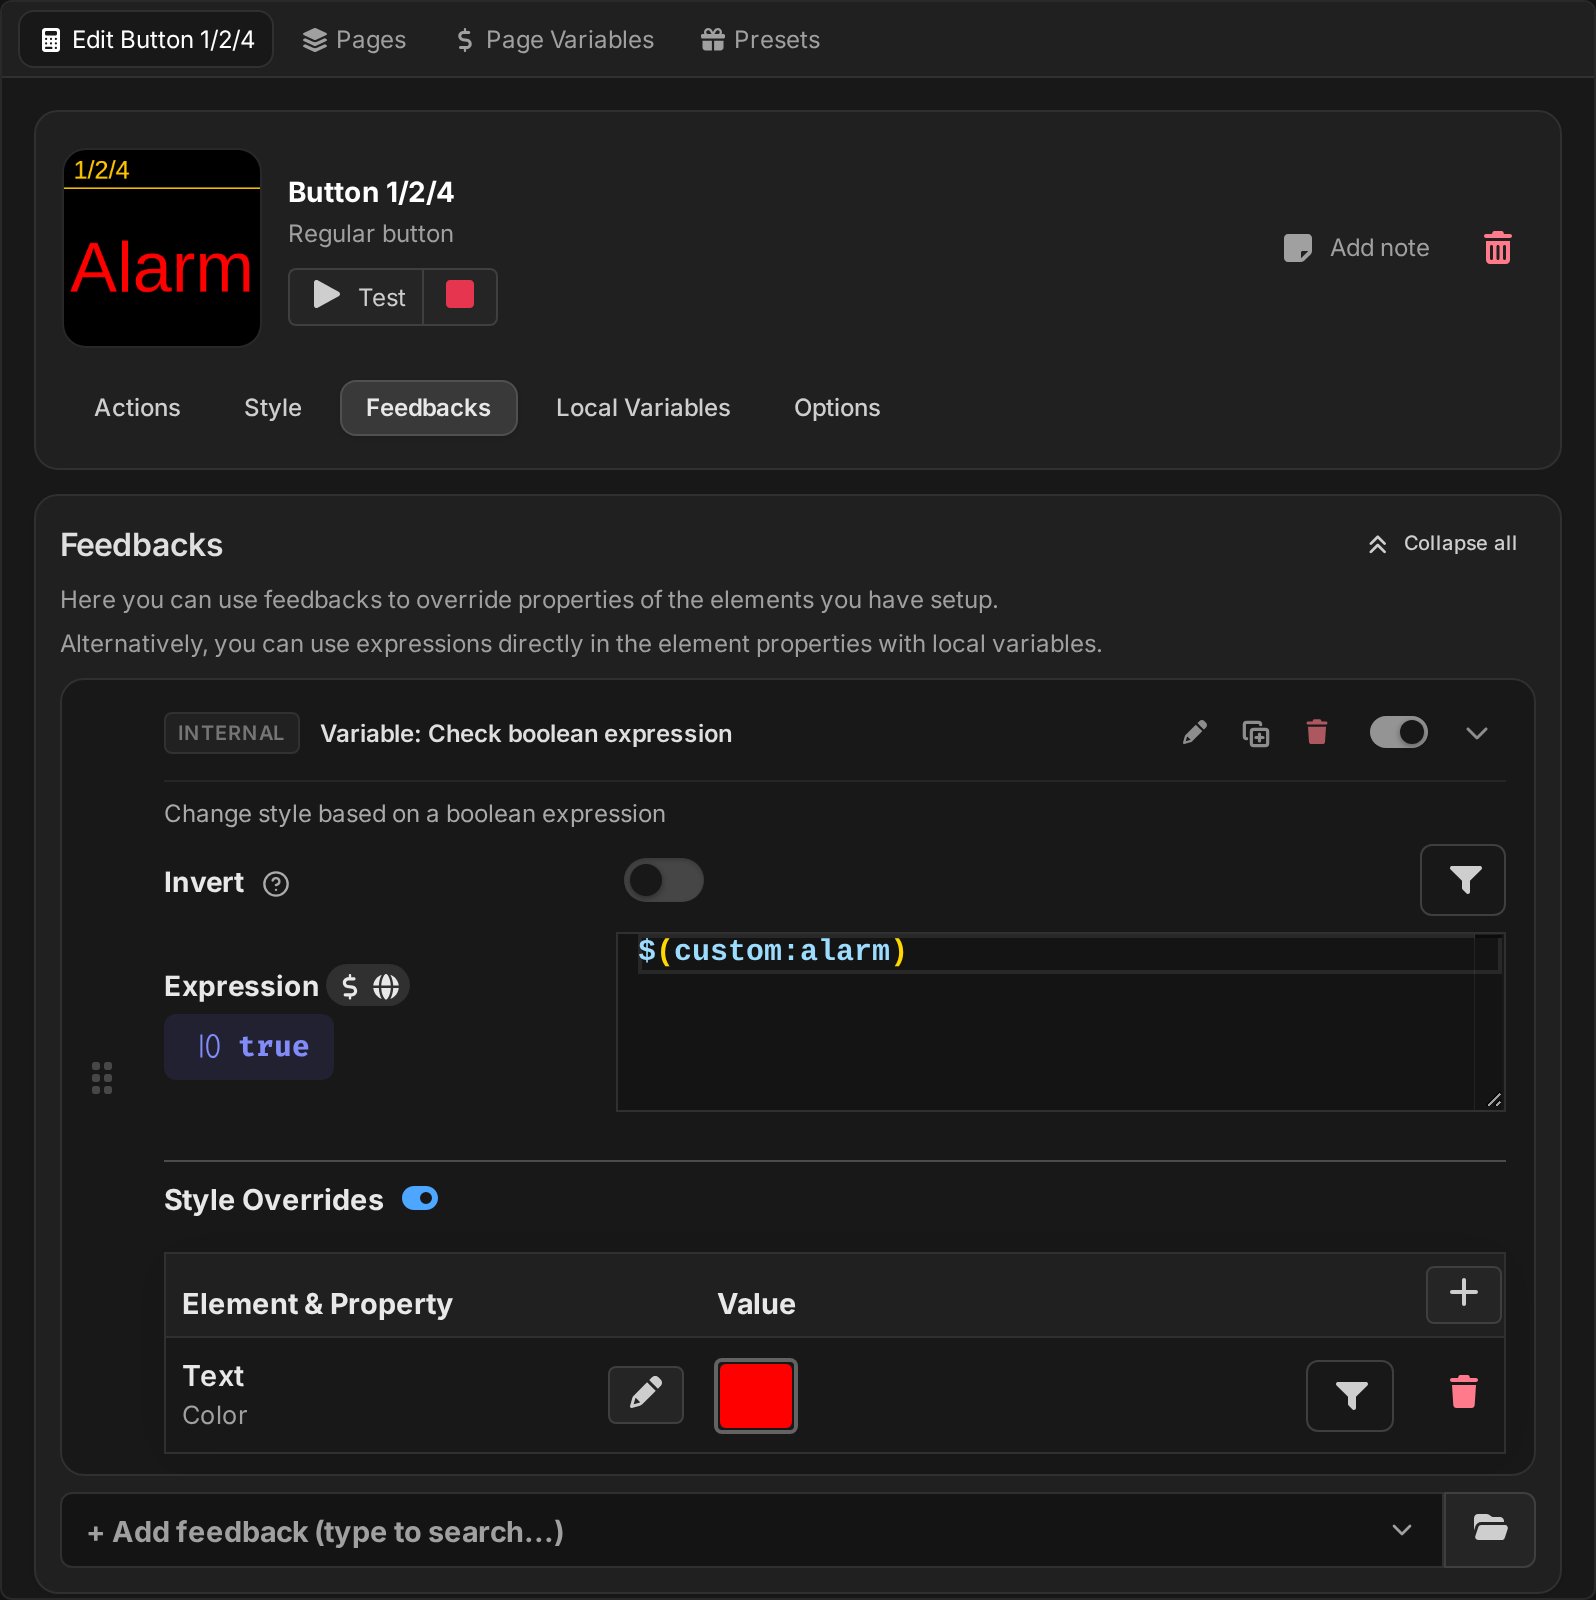 Edit Button 1/2/4 Pages Page Variables Presets
1/2/4
Alarm
Button 1/2/4
Regular button
Test
Add note
Actions Style Feedbacks Local Variables Options
Feedbacks
Collapse all
Here you can use feedbacks to override properties of the elements you have setup.
Alternatively, you can use expressions directly in the element properties with local variables.
INTERNAL Variable: Check boolean expression
Change style based on a boolean expression
Invert
$(custom:alarm)
Expression
true
Style Overrides
Element & Property Value
Text
Color
+ Add feedback (type to search...)